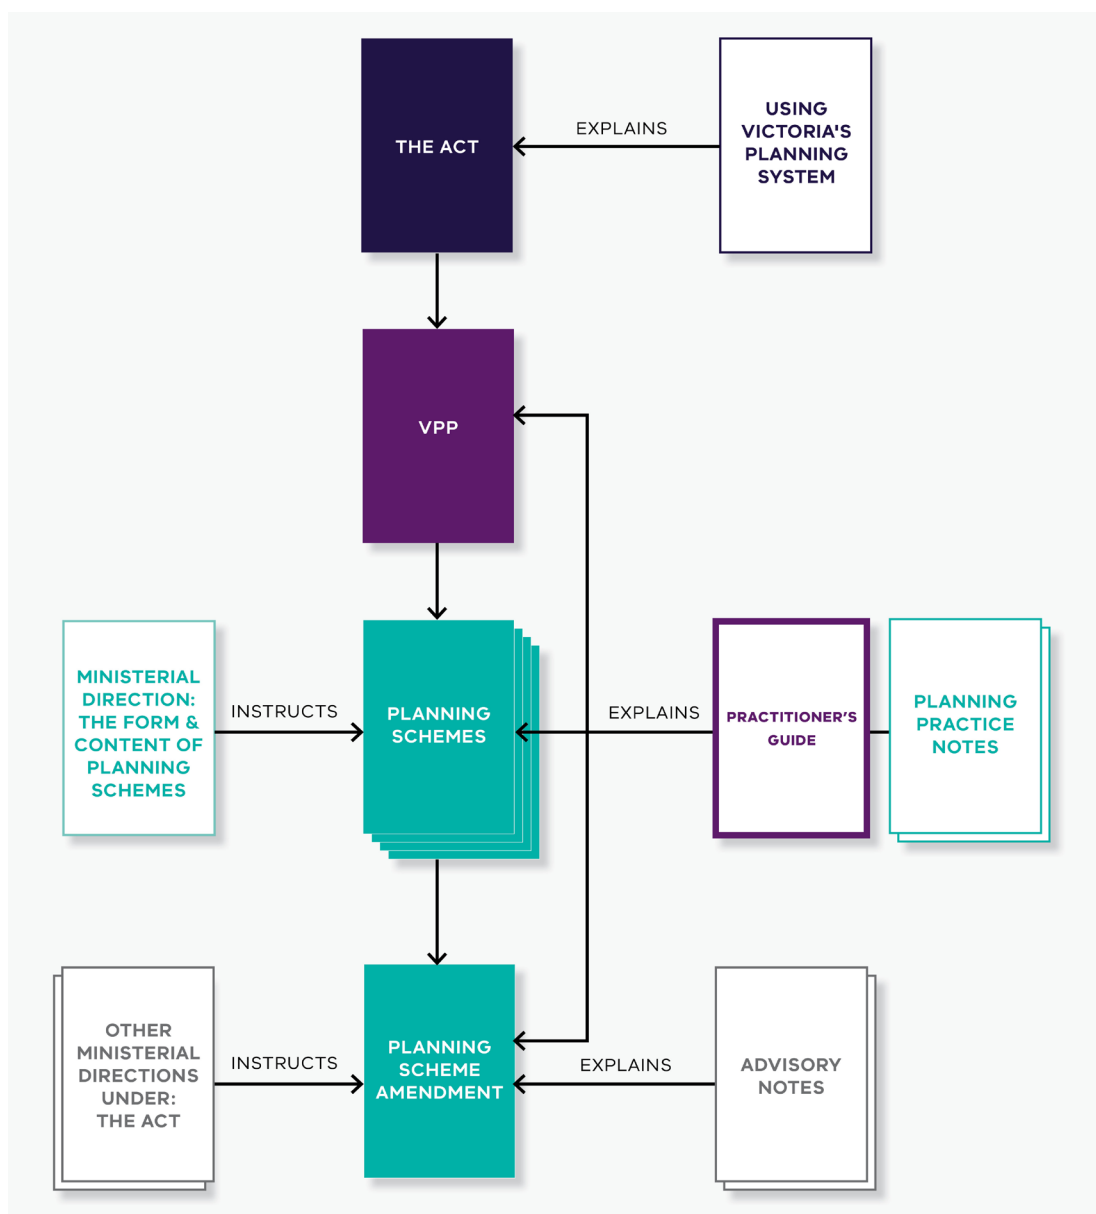 THE ACT
EXPLAINS
USING
VICTORIA'S
PLANNING
SYSTEM
VPP
MINISTERIAL
DIRECTION:
THE FORM &
CONTENT OF
PLANNING
SCHEMES
INSTRUCTS
PLANNING
SCHEMES
EXPLAINS
PRACTITIONER'S
GUIDE
PLANNING
PRACTICE
NOTES
OTHER
MINISTERIAL
DIRECTIONS
UNDER:
THE ACT
INSTRUCTS
PLANNING
SCHEME
AMENDMENT
EXPLAINS
ADVISORY
NOTES